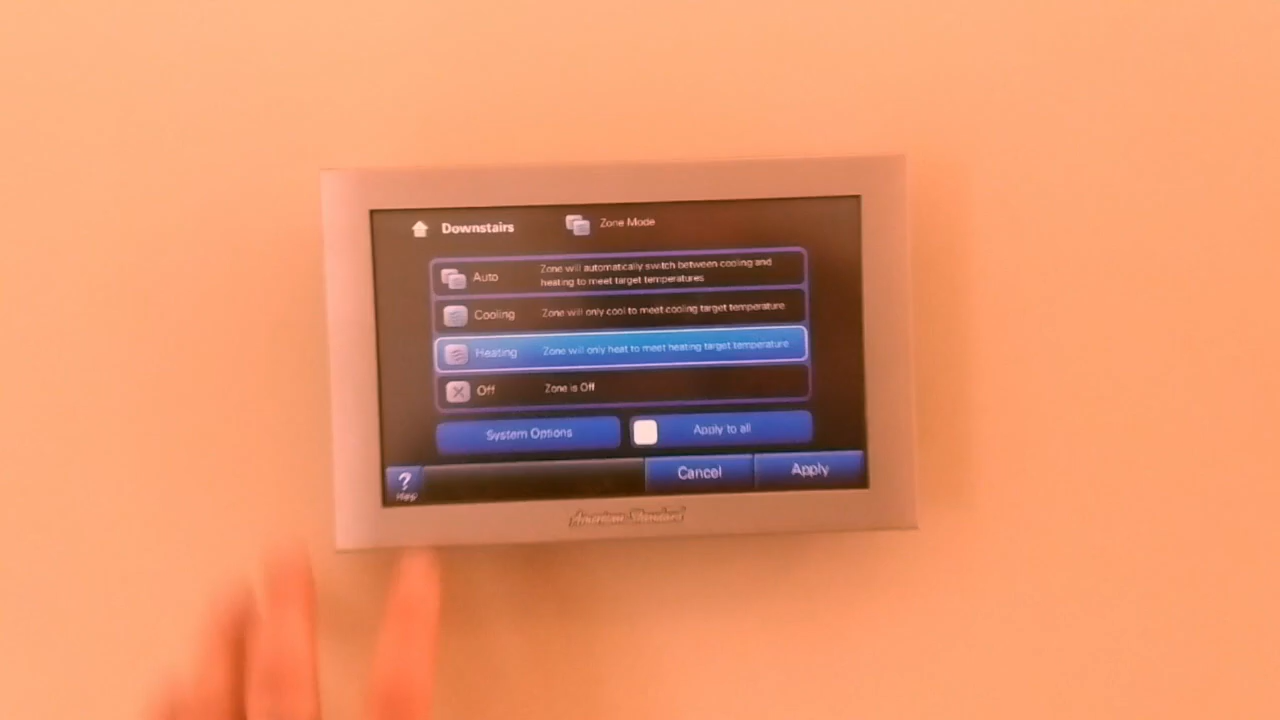 Downstairs
Zone Mode
Auto
Zone will automatically switch between cooling and
heating to meet target temperatures
Cooling
Zone will only cool to meet cooling target temperature
Heating
Zone will only heat to meet heating target temperature
Off
Zone is Off
System Options
Apply to all
?
Help
Cancel
Apply
American Standard